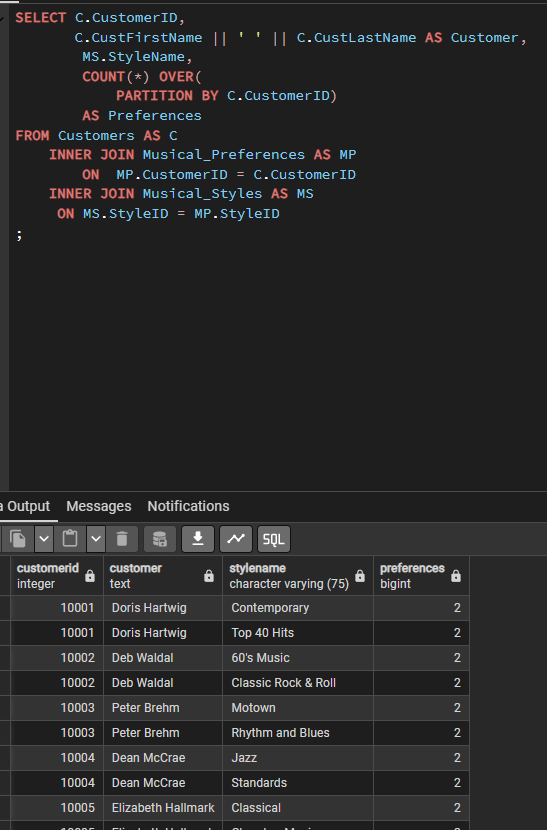 SELECT C.CustomerID,
C.CustFirstName || ' ' || C.CustLastName AS Customer,
MS.StyleName,
COUNT(*) OVER(
PARTITION BY C.CustomerID)
AS Preferences
FROM Customers AS C
INNER JOIN Musical_Preferences AS MP
ON MP.CustomerID = C.CustomerID
INNER JOIN Musical_Styles AS MS
ON MS.StyleID = MP.StyleID
;
a Output Messages Notifications
SQL
customerid customer stylename preferences
integer text character varying (75) bigint
10001 Doris Hartwig Contemporary 2
10001 Doris Hartwig Top 40 Hits 2
10002 Deb Waldal 60's Music 2
10002 Deb Waldal Classic Rock & Roll 2
10003 Peter Brehm Motown 2
10003 Peter Brehm Rhythm and Blues 2
10004 Dean McCrae Jazz 2
10004 Dean McCrae Standards 2
10005 Elizabeth Hallmark Classical 2